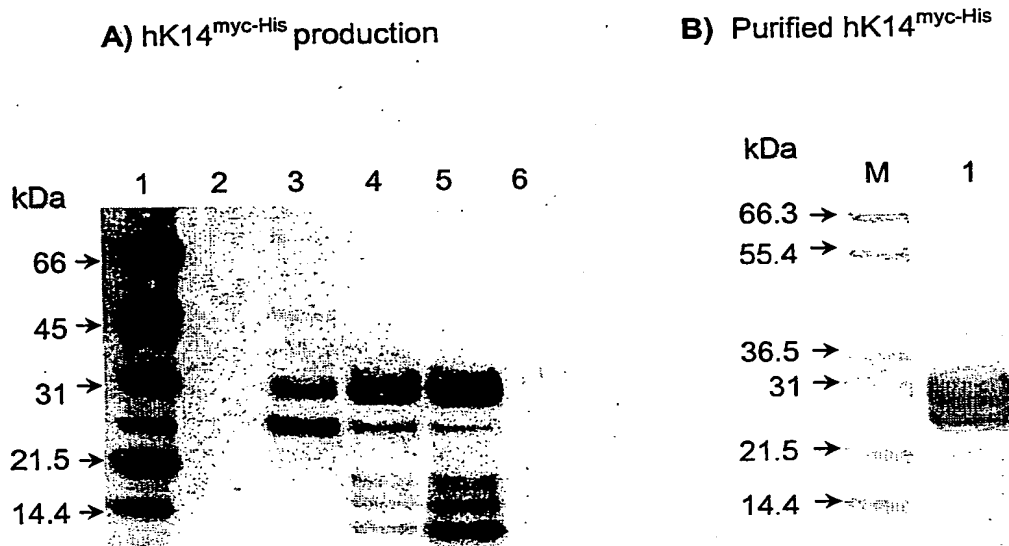 A) hK14myc-His production
kDa
1 2 3 4 5 6
66
45
31
21.5
14.4
B) Purified hK14myc-His
kDa
M 1
66.3
55.4
36.5
31
21.5
14.4